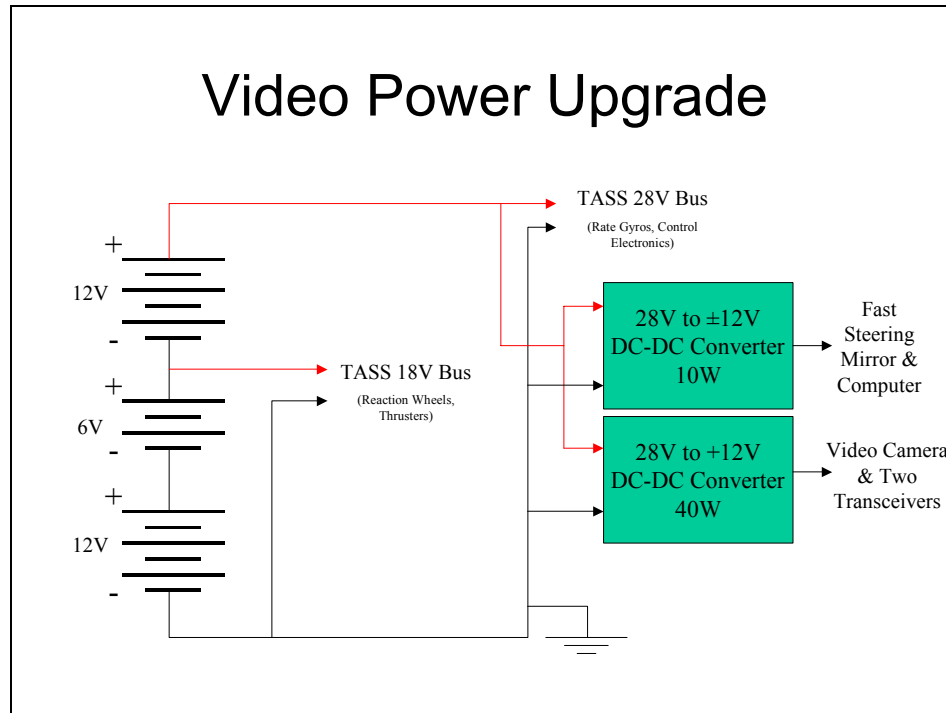 Video Power Upgrade
TASS 28V Bus
(Rate Gyros, Control
Electronics)
+
12V
-
28V to ±12V
DC-DC Converter
10W
Fast
Steering
Mirror &
Computer
TASS 18V Bus
(Reaction Wheels,
Thrusters)
+
6V
-
28V to +12V
DC-DC Converter
40W
Video Camera
& Two
Transceivers
+
12V
-